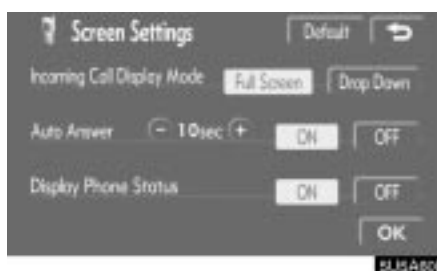 Screen Settings Default
Incoming Call Display Mode Full Screen Drop Down
Auto Answer − 10sec + ON OFF
Display Phone Status ON OFF
OK